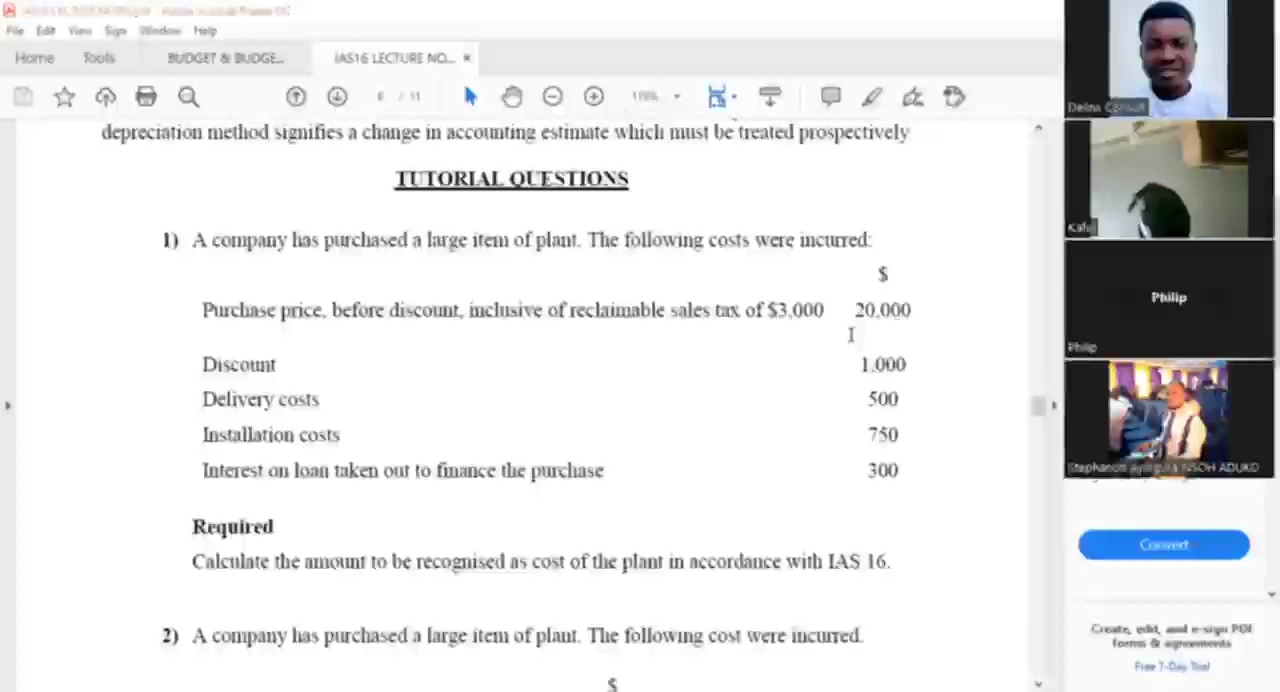 File Edit View Sign Window Help
Home Tools BUDGET & BUDGE... IAS16 LECTURE NO... ×
6 / 11
depreciation method signifies a change in accounting estimate which must be treated prospectively
TUTORIAL QUESTIONS
1) A company has purchased a large item of plant. The following costs were incurred:
$
Purchase price, before discount, inclusive of reclaimable sales tax of $3,000 20,000
Discount 1,000
Delivery costs 500
Installation costs 750
Interest on loan taken out to finance the purchase 300
Required
Calculate the amount to be recognised as cost of the plant in accordance with IAS 16.
2) A company has purchased a large item of plant. The following cost were incurred.
$
Consult
Philip
Philip
NSOH ADUKO
Convert
Create, edit, and e-sign PDF
forms & agreements
Free 7-Day Trial